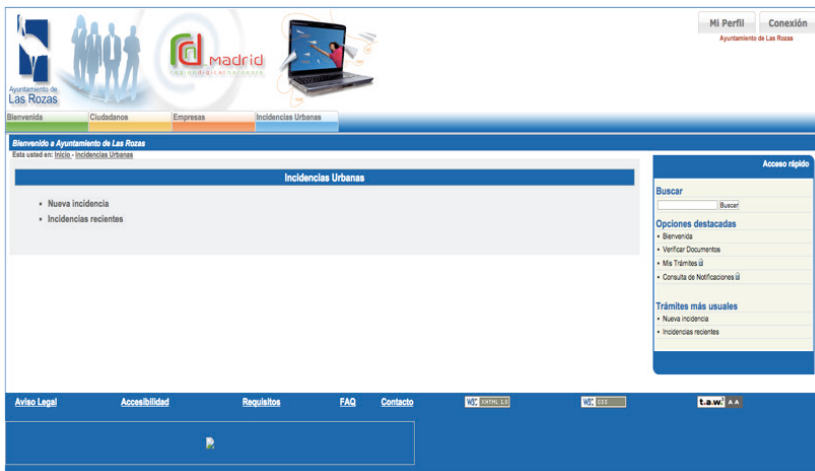 Ayuntamiento de
Las Rozas
madrid
Mi Perfil
Conexión
Ayuntamiento de Las Rozas
Bienvenida
Ciudadanos
Empresas
Incidencias Urbanas
Bienvenido a Ayuntamiento de Las Rozas
Esta usted en: Inicio - Incidencias Urbanas
Incidencias Urbanas
• Nueva incidencia
• Incidencias recientes
Acceso rápido
Buscar
Buscar
Opciones destacadas
• Bienvenida
• Verificar Documentos
• Mis Trámites
• Consulta de Notificaciones
Trámites más usuales
• Nueva incidencia
• Incidencias recientes
Aviso Legal
Accesibilidad
Requisitos
FAQ
Contacto
W3C XHTML 1.0
W3C CSS
t.a.w. AA